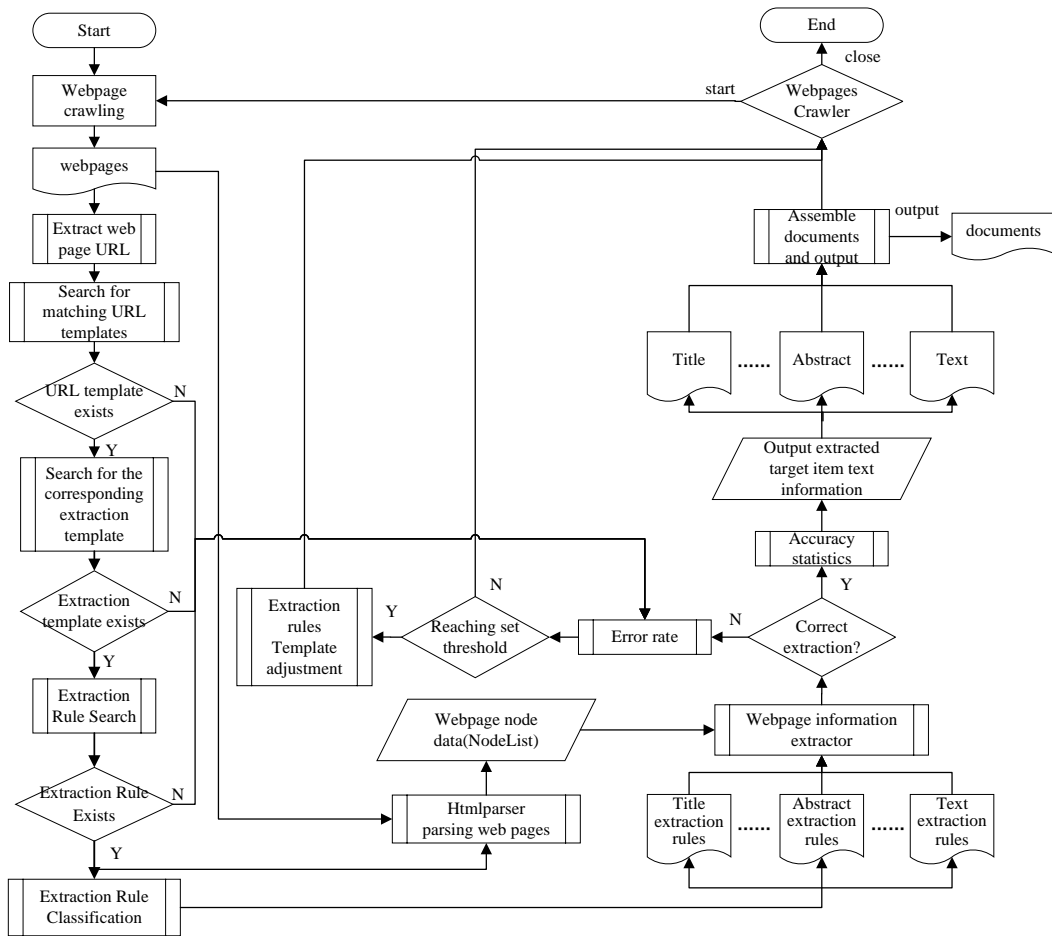 Start
Webpage
crawling
webpages
Extract web
page URL
Search for
matching URL
templates
URL template
exists
N
Y
Search for the
corresponding
extraction
template
Extraction
template exists
N
Y
Extraction
Rule Search
Extraction Rule
Exists
N
Y
Extraction Rule
Classification
End
close
start
Webpages
Crawler
Assemble
documents
and output
output
documents
Title
......
Abstract
......
Text
Output extracted
target item text
information
Accuracy
statistics
Y
Correct
extraction?
N
Error rate
Reaching set
threshold
N
Y
Extraction
rules
Template
adjustment
Webpage node
data(NodeList)
Webpage information
extractor
Htmlparser
parsing web pages
Title
extraction
rules
......
Abstract
extraction
rules
......
Text
extraction
rules